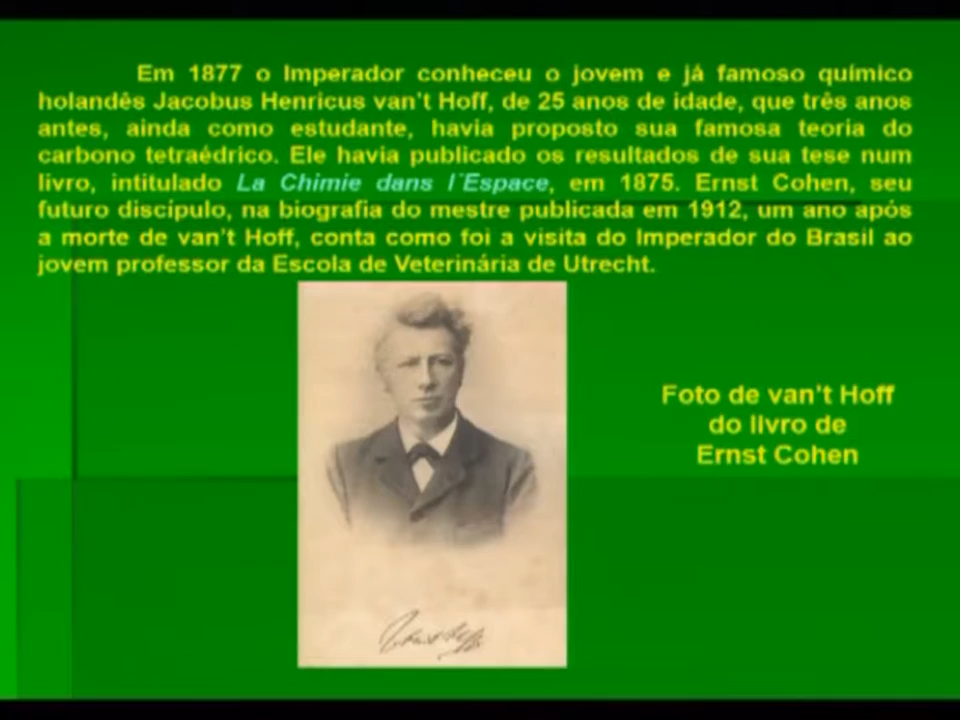 Em 1877 o Imperador conheceu o jovem e já famoso químico
holandês Jacobus Henricus van't Hoff, de 25 anos de idade, que três anos
antes, ainda como estudante, havia proposto sua famosa teoria do
carbono tetraédrico. Ele havia publicado os resultados de sua tese num
livro, intitulado La Chimie dans l´Espace, em 1875. Ernst Cohen, seu
futuro discípulo, na biografia do mestre publicada em 1912, um ano após
a morte de van't Hoff, conta como foi a visita do Imperador do Brasil ao
jovem professor da Escola de Veterinária de Utrecht.
Foto de van't Hoff
do livro de
Ernst Cohen